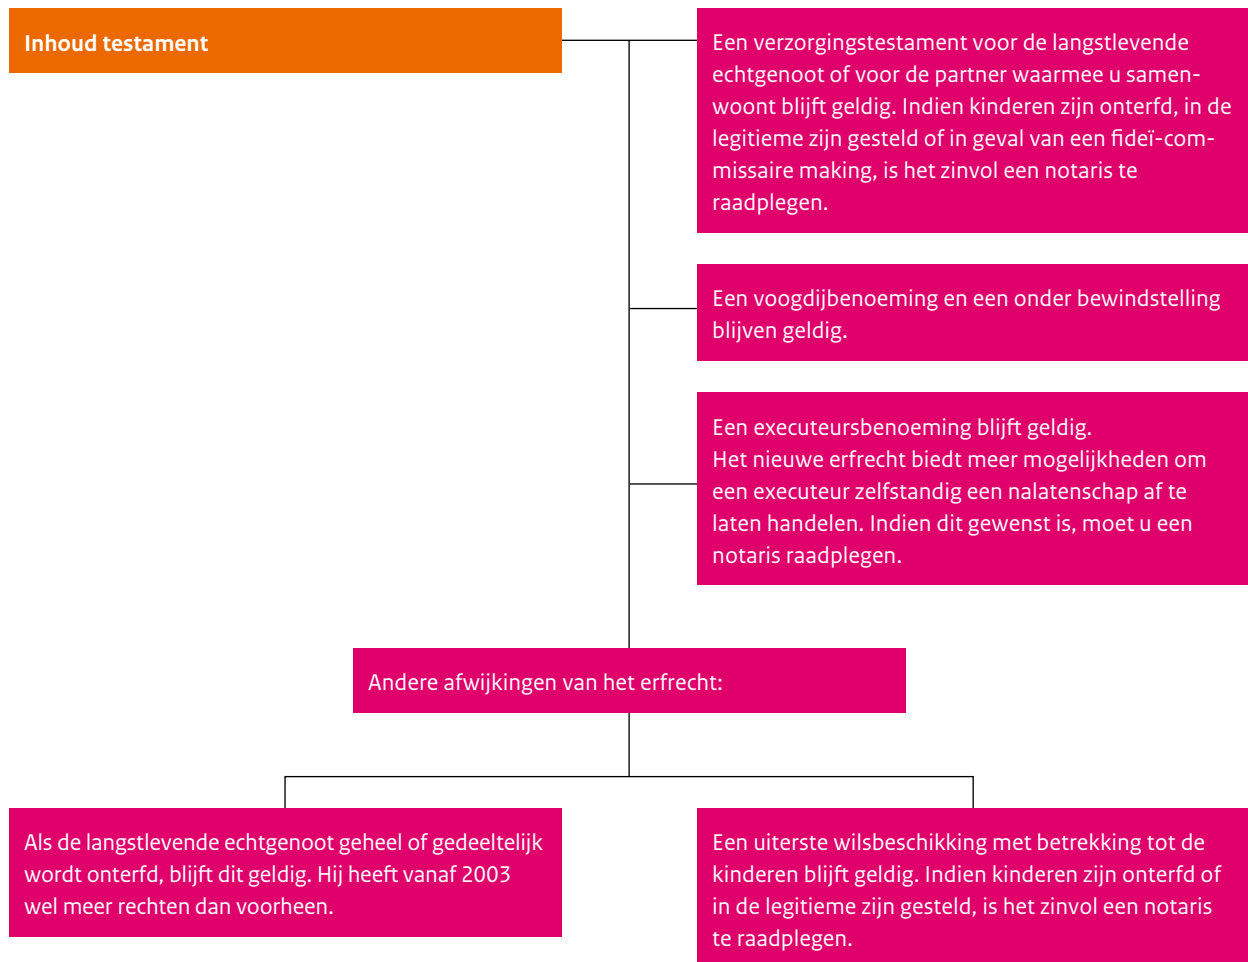 Inhoud testament
Een verzorgingstestament voor de langstlevende
echtgenoot of voor de partner waarmee u samen-
woont blijft geldig. Indien kinderen zijn onterfd, in de
legitieme zijn gesteld of in geval van een fideï-com-
missaire making, is het zinvol een notaris te
raadplegen.
Een voogdijbenoeming en een onder bewindstelling
blijven geldig.
Een executeursbenoeming blijft geldig.
Het nieuwe erfrecht biedt meer mogelijkheden om
een executeur zelfstandig een nalatenschap af te
laten handelen. Indien dit gewenst is, moet u een
notaris raadplegen.
Andere afwijkingen van het erfrecht:
Als de langstlevende echtgenoot geheel of gedeeltelijk
wordt onterfd, blijft dit geldig. Hij heeft vanaf 2003
wel meer rechten dan voorheen.
Een uiterste wilsbeschikking met betrekking tot de
kinderen blijft geldig. Indien kinderen zijn onterfd of
in de legitieme zijn gesteld, is het zinvol een notaris
te raadplegen.